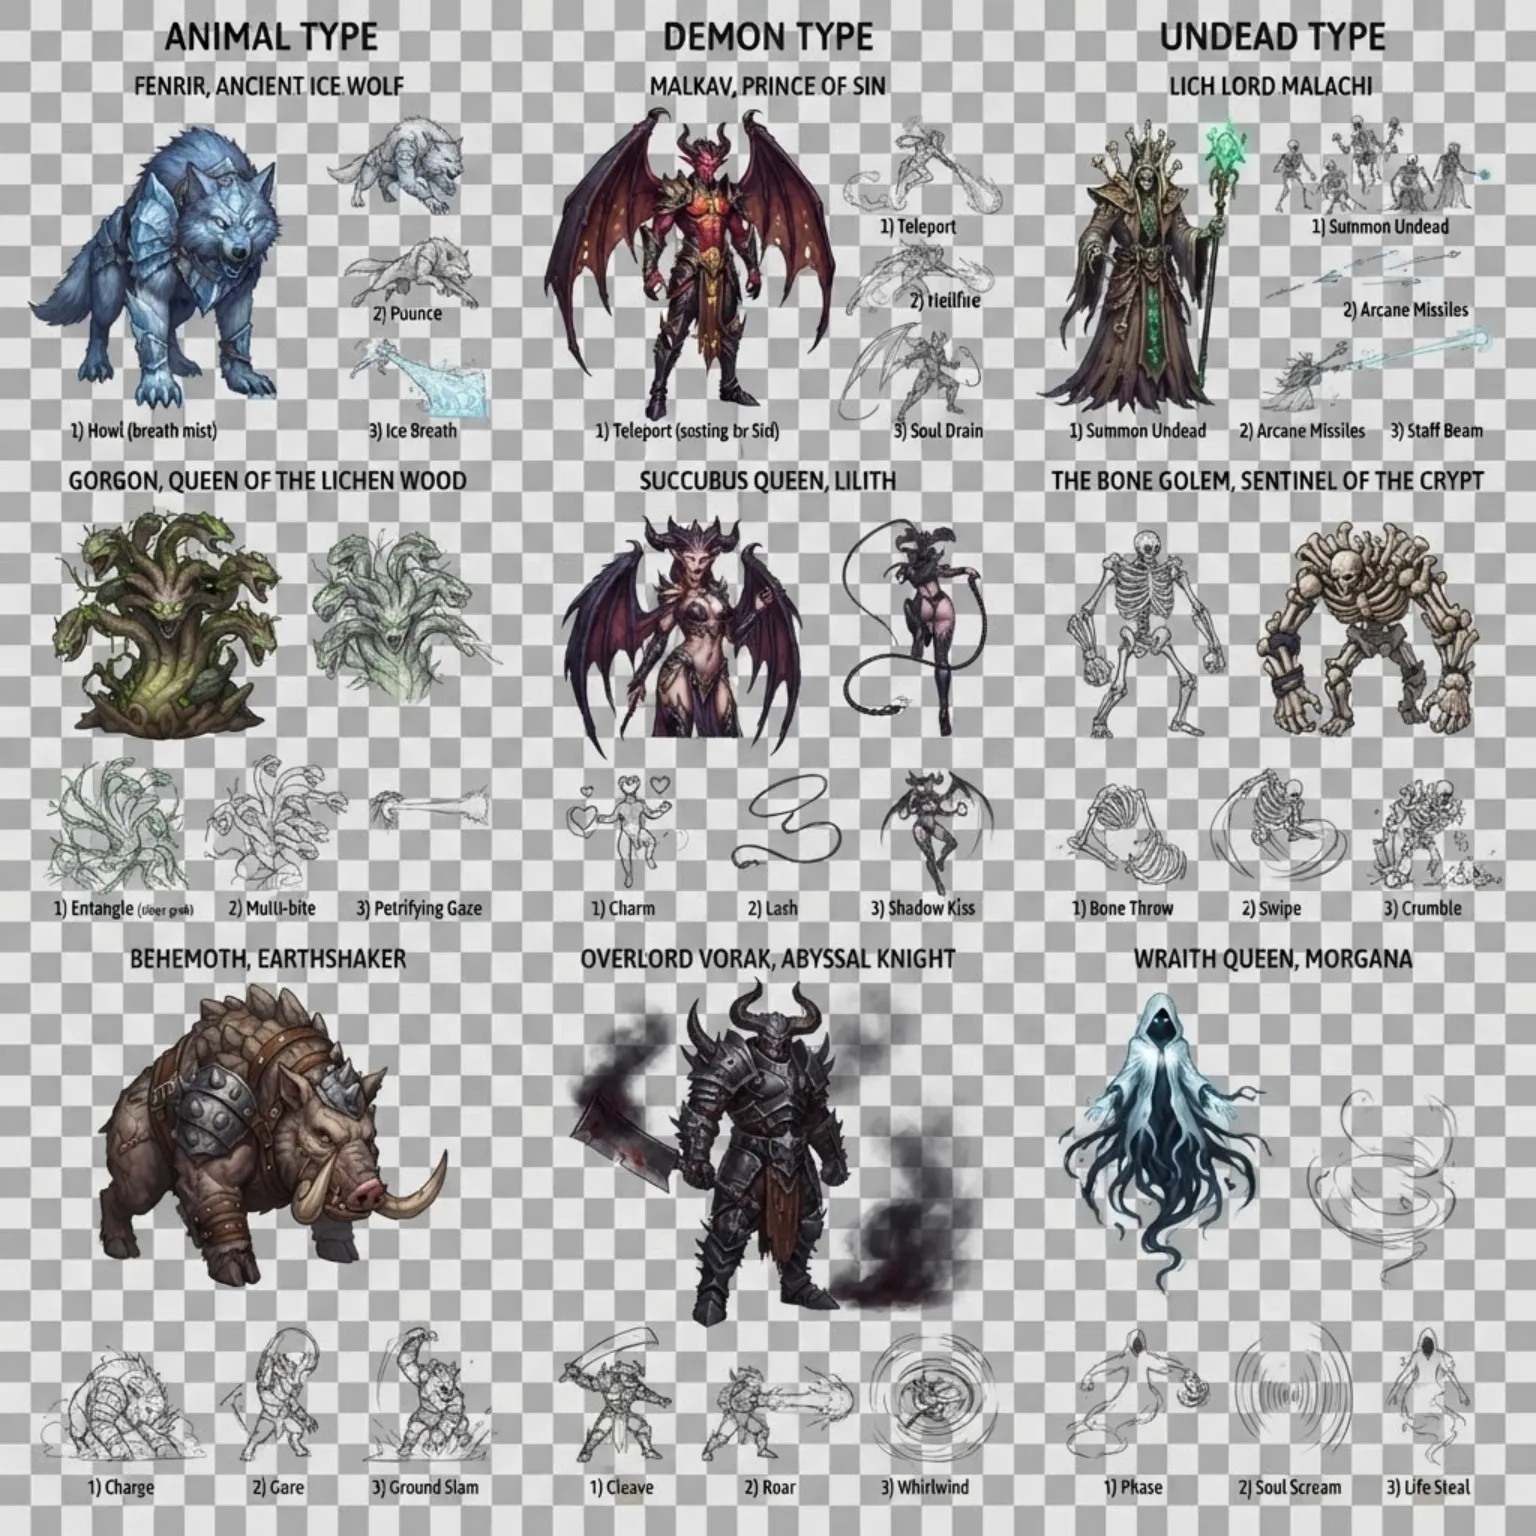 ANIMAL TYPE
FENRIR, ANCIENT ICE WOLF
2) Pounce
1) Howl (breath mist)
3) Ice Breath
GORGON, QUEEN OF THE LICHEN WOOD
1) Entangle
2) Mulli-bite
3) Petrifying Gaze
BEHEMOTH, EARTHSHAKER
1) Charge
2) Gare
3) Ground Slam
DEMON TYPE
MALKAV, PRINCE OF SIN
1) Teleport
2) Heilfire
3) Soul Drain
1) Teleport (sosting br Sid)
SUCCUBUS QUEEN, LILITH
1) Charm
2) Lash
3) Shadow Kiss
OVERLORD VORAK, ABYSSAL KNIGHT
1) Cleave
2) Roar
3) Whirlwind
UNDEAD TYPE
LICH LORD MALACHI
1) Summon Undead
2) Arcane Missiles
1) Summon Undead
2) Arcane Missiles
3) Staff Beam
THE BONE GOLEM, SENTINEL OF THE CRYPT
1) Bone Throw
2) Swipe
3) Crumble
WRAITH QUEEN, MORGANA
1) Pkase
2) Soul Scream
3) Life Steal